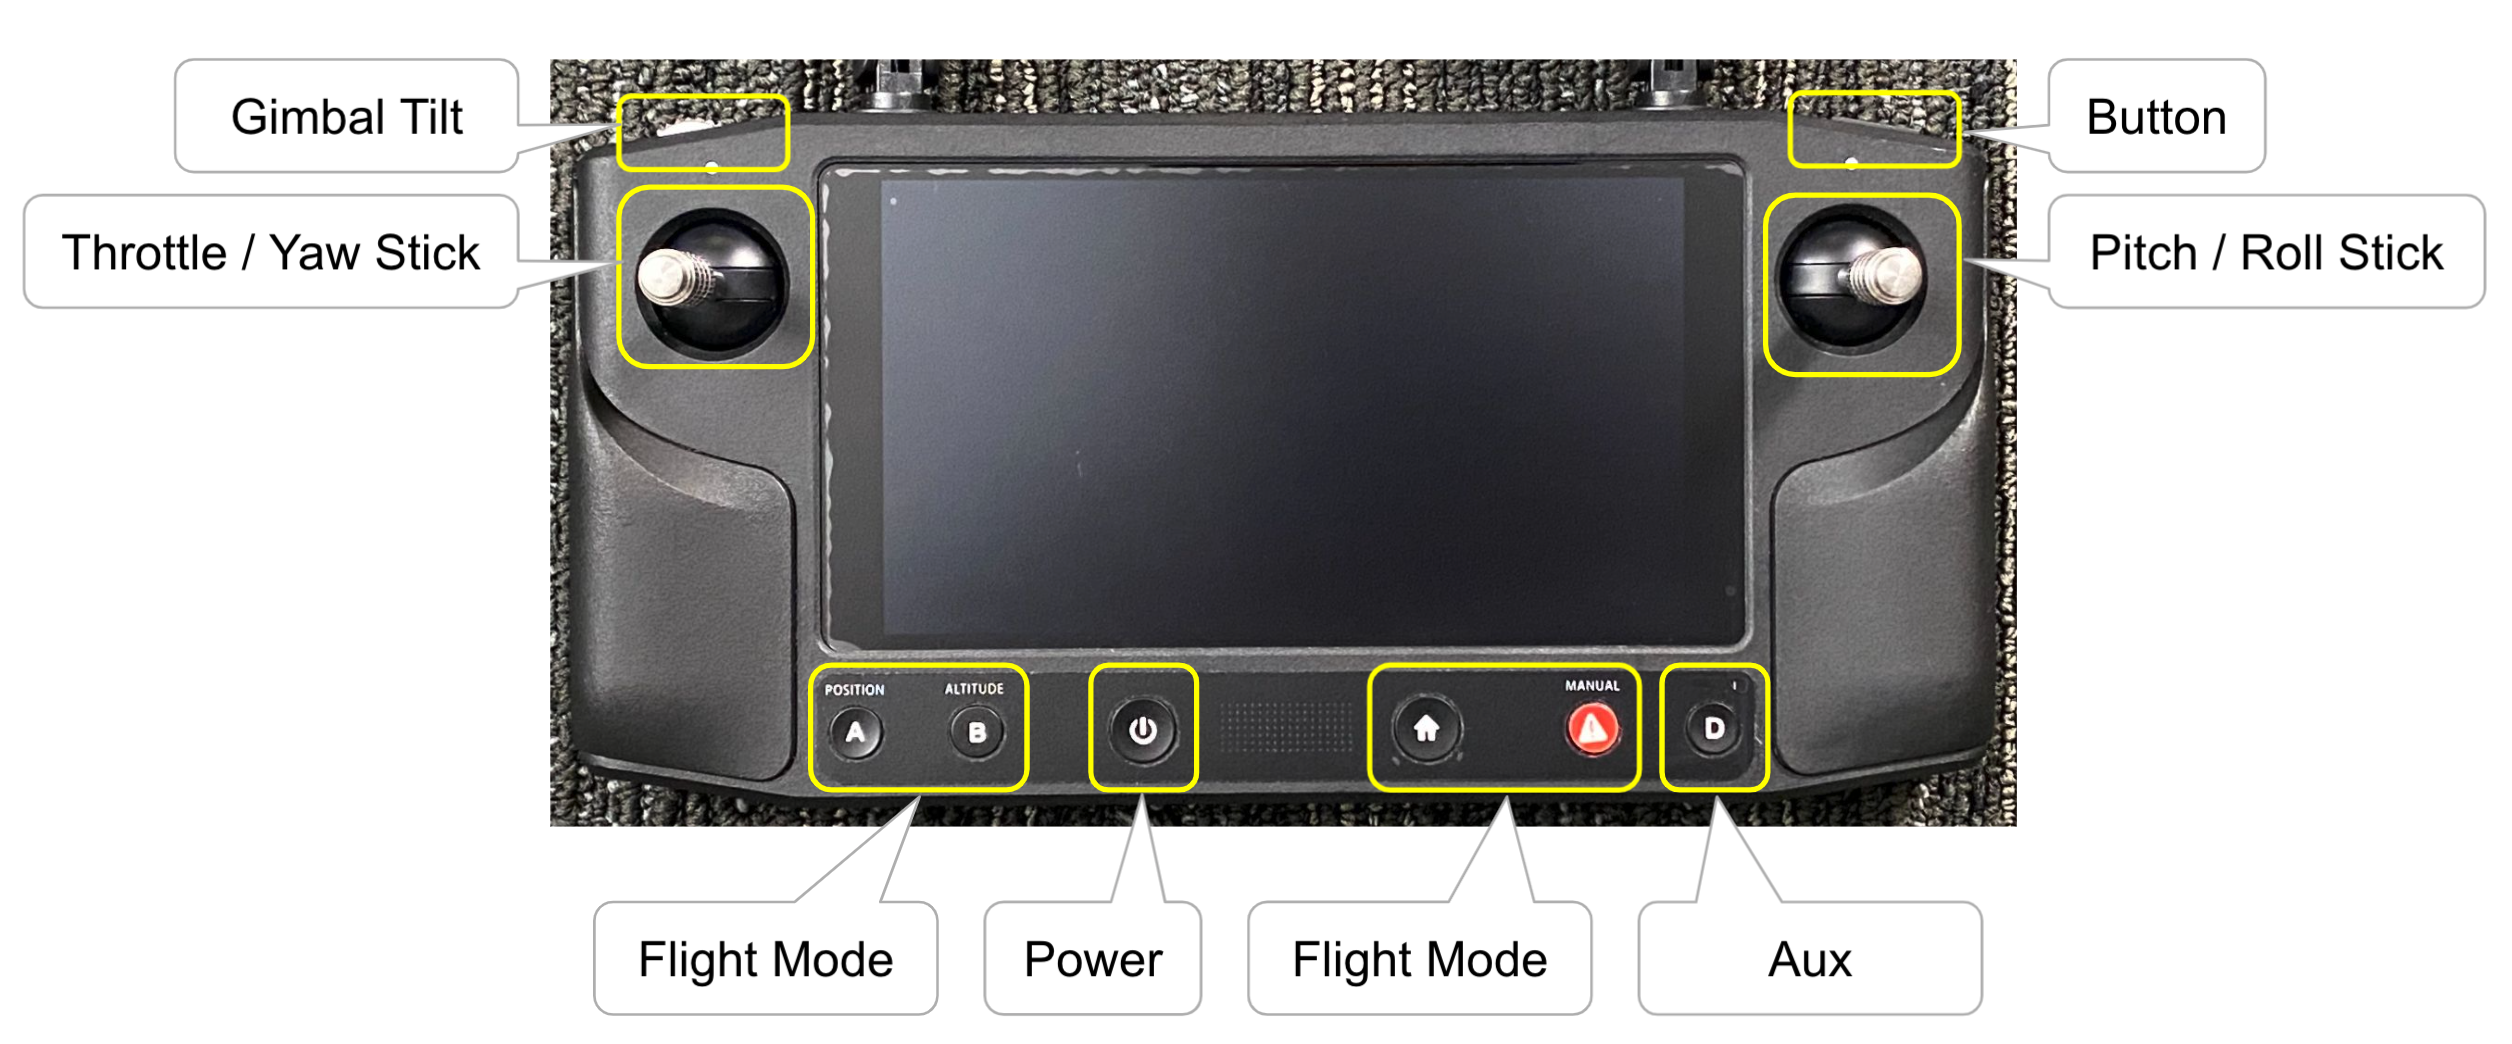 Gimbal Tilt
Button
Throttle / Yaw Stick
Pitch / Roll Stick
POSITION
ALTITUDE
MANUAL
A
B
D
Flight Mode
Power
Flight Mode
Aux